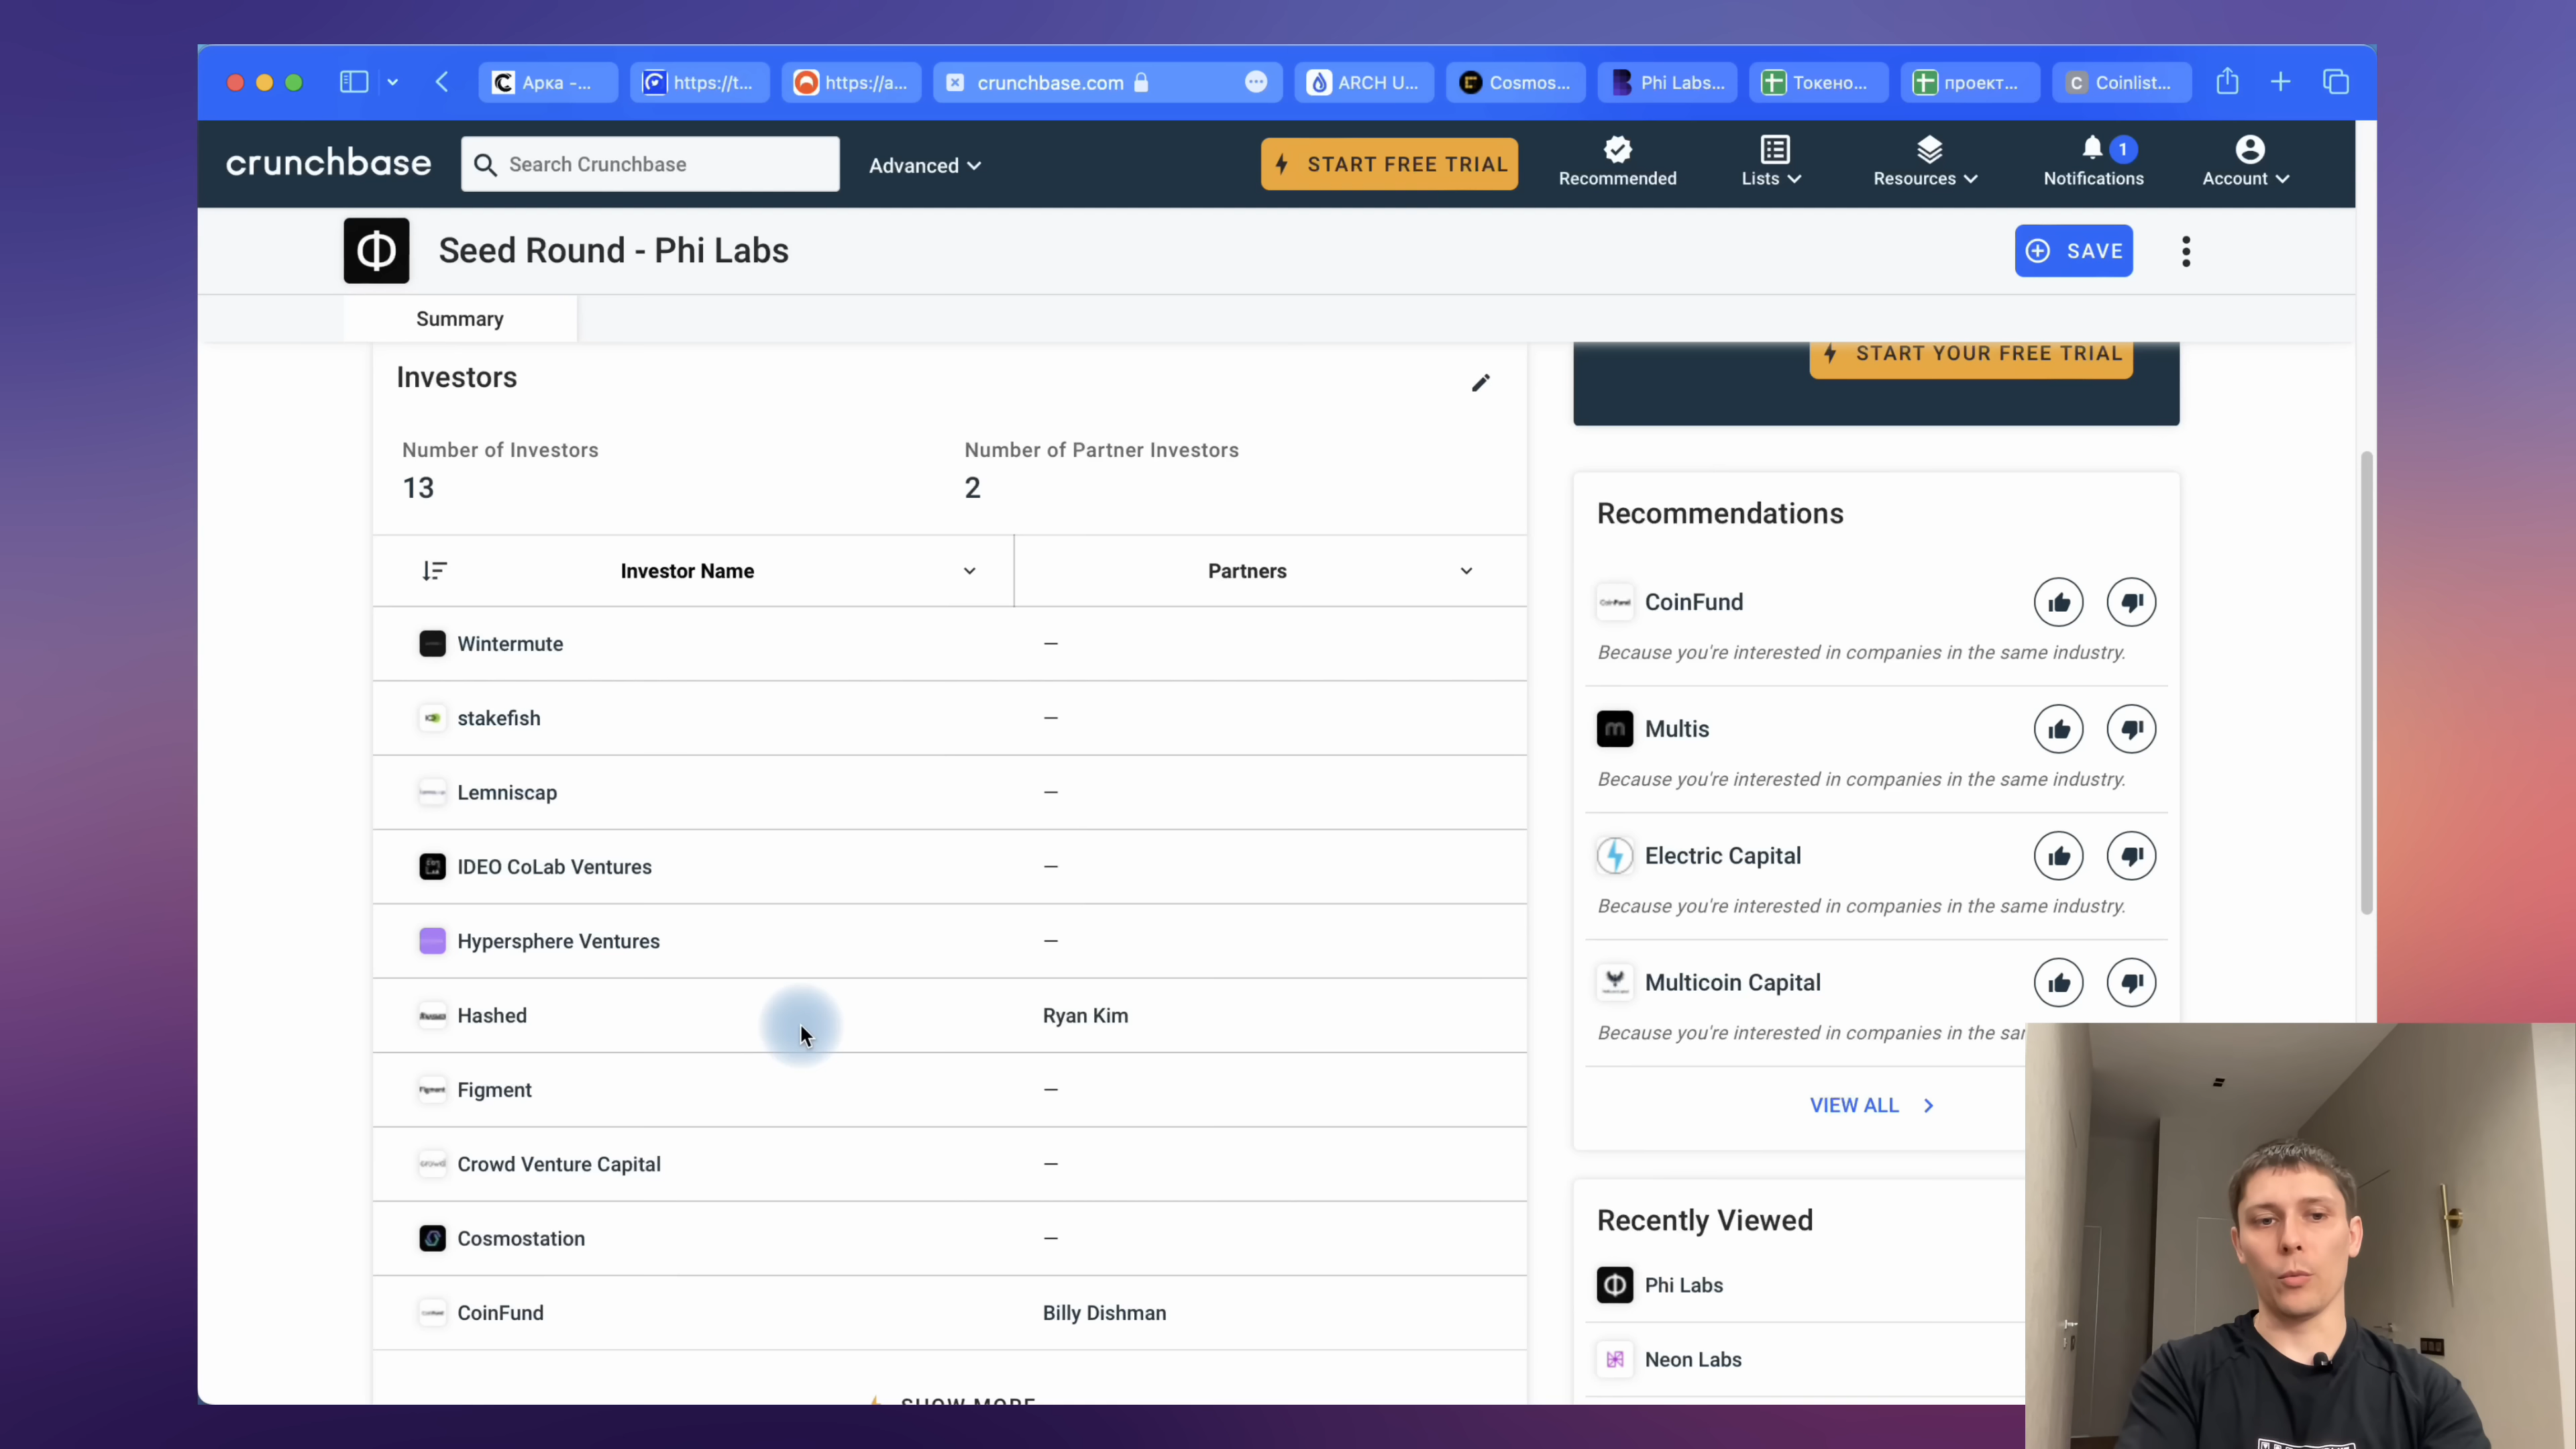 Арка -...
https://t...
https://a...
crunchbase.com
ARCH U...
Cosmos...
Phi Labs...
Токено...
проект...
Coinlist...
crunchbase
Search Crunchbase
Advanced
START FREE TRIAL
Recommended
Lists
Resources
1
Notifications
Account
Seed Round - Phi Labs
SAVE
Summary
START YOUR FREE TRIAL
Investors
Number of Investors
13
Number of Partner Investors
2
Investor Name
Partners
Wintermute —
stakefish —
Lemniscap —
IDEO CoLab Ventures —
Hypersphere Ventures —
Hashed Ryan Kim
Figment —
Crowd Venture Capital —
Cosmostation —
CoinFund Billy Dishman
SHOW MORE
Recommendations
CoinFund
Because you're interested in companies in the same industry.
Multis
Because you're interested in companies in the same industry.
Electric Capital
Because you're interested in companies in the same industry.
Multicoin Capital
Because you're interested in companies in the
VIEW ALL
Recently Viewed
Phi Labs
Neon Labs